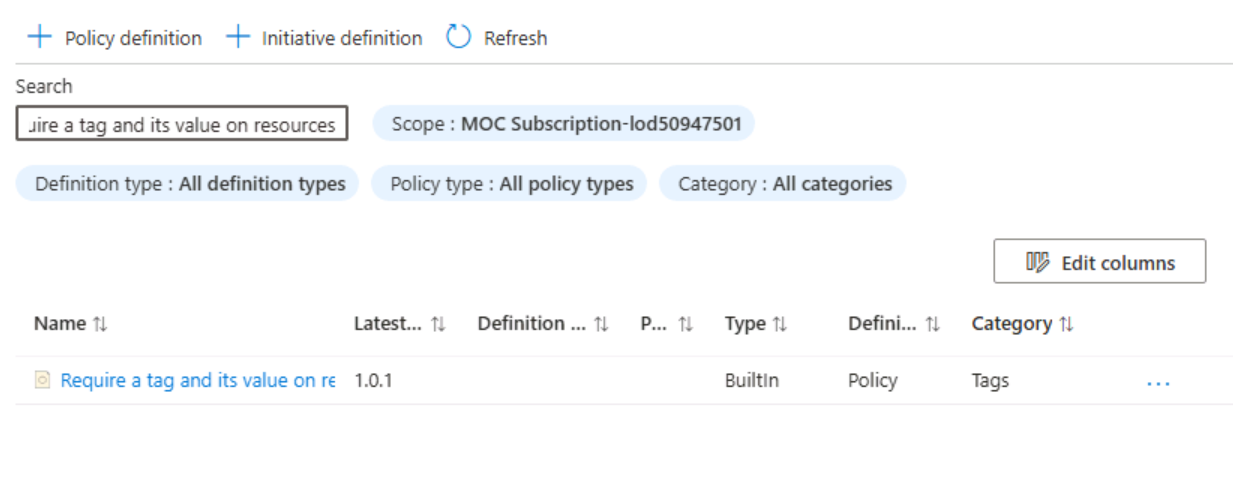 + Policy definition + Initiative definition Refresh
Search
uire a tag and its value on resources Scope : MOC Subscription-lod50947501
Definition type : All definition types Policy type : All policy types Category : All categories
Edit columns
Name ↑↓ Latest... ↑↓ Definition ... ↑↓ P... ↑↓ Type ↑↓ Defini... ↑↓ Category ↑↓
Require a tag and its value on re 1.0.1 BuiltIn Policy Tags ...